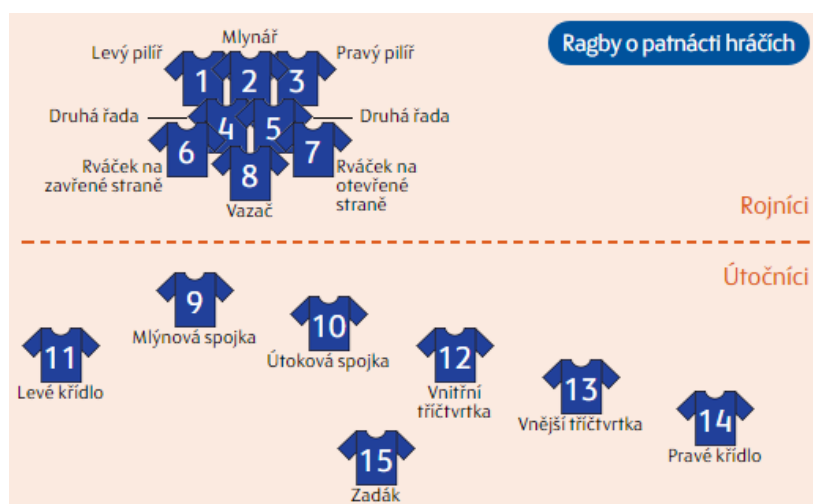 Ragby o patnácti hráčích
Mlynář
Levý pilíř
Pravý pilíř
1
2
3
Druhá řada
Druhá řada
4
5
6
7
Rváček na
zavřené straně
Rváček na
otevřené
straně
8
Vazač
Rojníci
Útočníci
9
Mlýnová spojka
10
Útoková spojka
11
Levé křídlo
12
Vnitřní
tříčtvrtka
13
Vnější tříčtvrtka
14
Pravé křídlo
15
Zadák